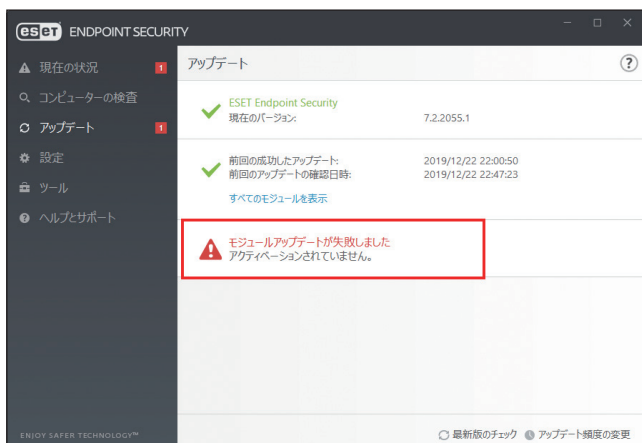 eset ENDPOINT SECURITY
現在の状況 1
コンピューターの検査
アップデート 1
設定
ツール
ヘルプとサポート
ENJOY SAFER TECHNOLOGY™
アップデート ?
ESET Endpoint Security
現在のバージョン: 7.2.2055.1
前回の成功したアップデート: 2019/12/22 22:00:50
前回のアップデートの確認日時: 2019/12/22 22:47:23
すべてのモジュールを表示
モジュールアップデートが失敗しました
アクティベーションされていません。
最新版のチェック アップデート頻度の変更